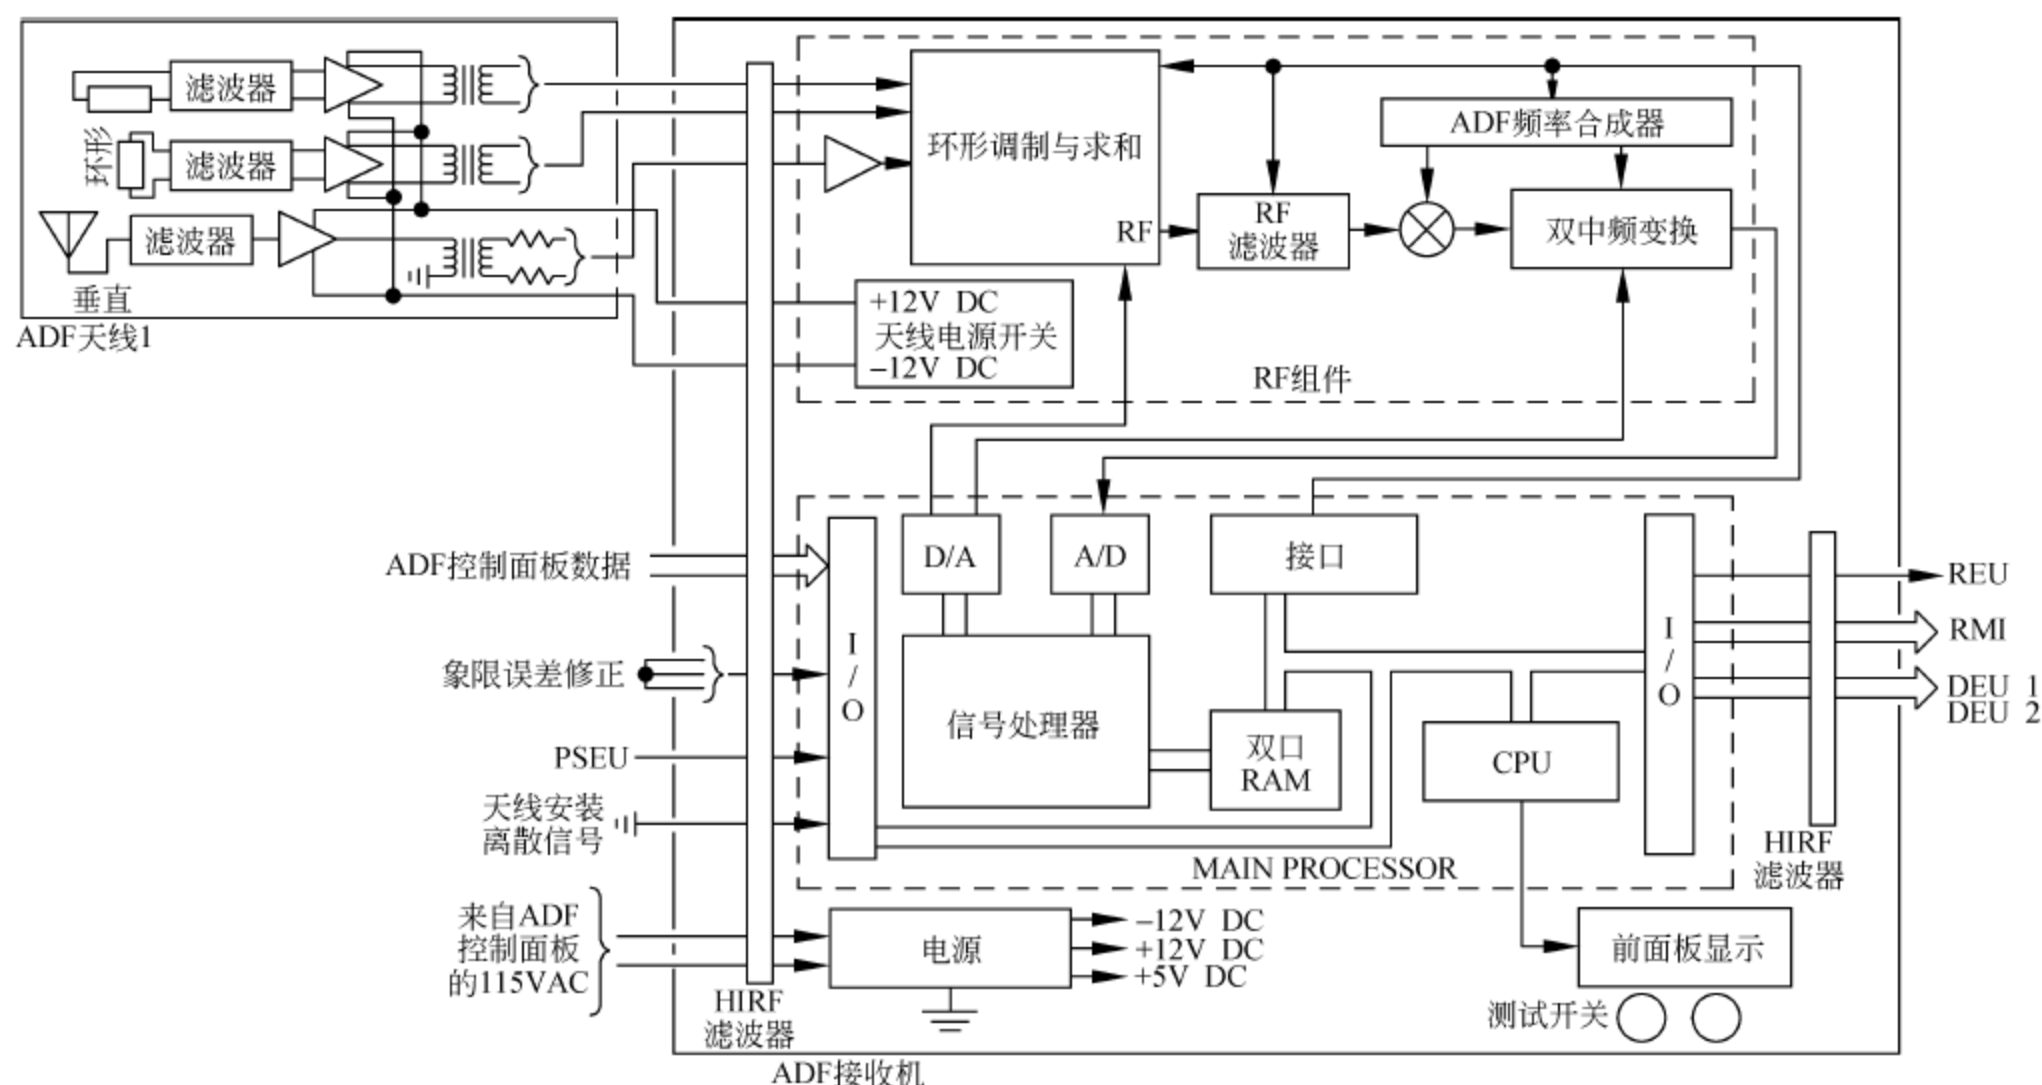 滤波器
环形
滤波器
滤波器
垂直
ADF天线1
环形调制与求和
RF
ADF频率合成器
RF
滤波器
双中频变换
+12V DC
天线电源开关
−12V DC
RF组件
ADF控制面板数据
象限误差修正
PSEU
天线安装
离散信号
来自ADF
控制面板
的115VAC
I
/
O
D/A
A/D
接口
信号处理器
双口
RAM
CPU
I
/
O
MAIN PROCESSOR
REU
RMI
DEU 1
DEU 2
HIRF
滤波器
电源
−12V DC
+12V DC
+5V DC
前面板显示
测试开关
HIRF
滤波器
ADF接收机